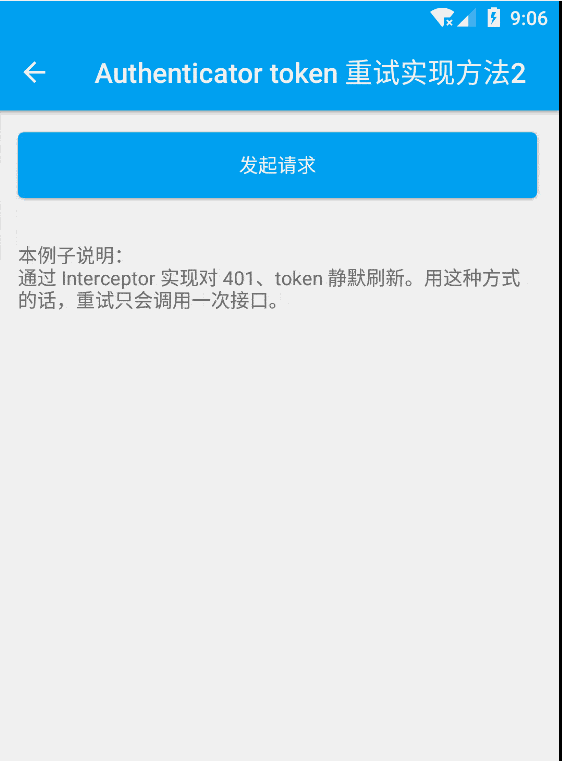 9:06
Authenticator token 重试实现方法2
发起请求
本例子说明：
通过 Interceptor 实现对 401、token 静默刷新。用这种方式
的话，重试只会调用一次接口。